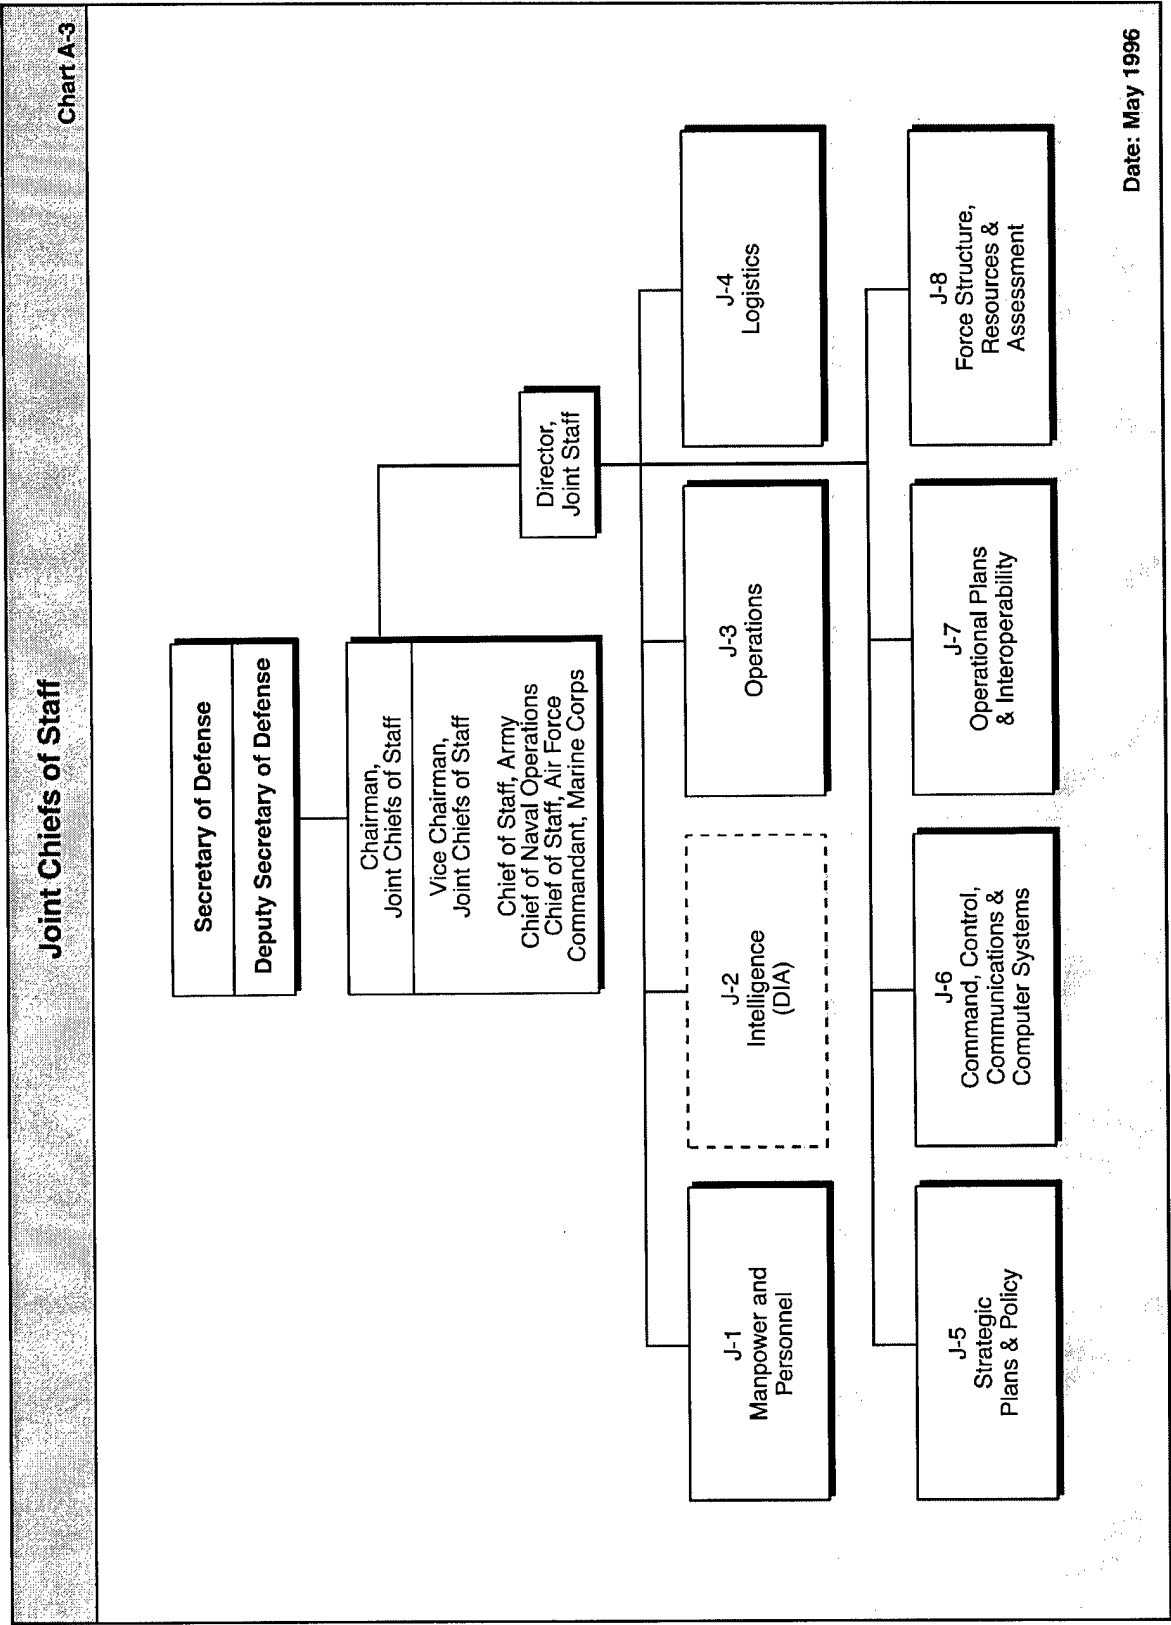 Joint Chiefs of Staff
Chart A-3
Secretary of Defense
Deputy Secretary of Defense
Chairman,
Joint Chiefs of Staff
Vice Chairman,
Joint Chiefs of Staff
Chief of Staff, Army
Chief of Naval Operations
Chief of Staff, Air Force
Commandant, Marine Corps
Director,
Joint Staff
J-1
Manpower and
Personnel
J-2
Intelligence
(DIA)
J-3
Operations
J-4
Logistics
J-5
Strategic
Plans & Policy
J-6
Command, Control,
Communications &
Computer Systems
J-7
Operational Plans
& Interoperability
J-8
Force Structure,
Resources &
Assessment
Date: May 1996